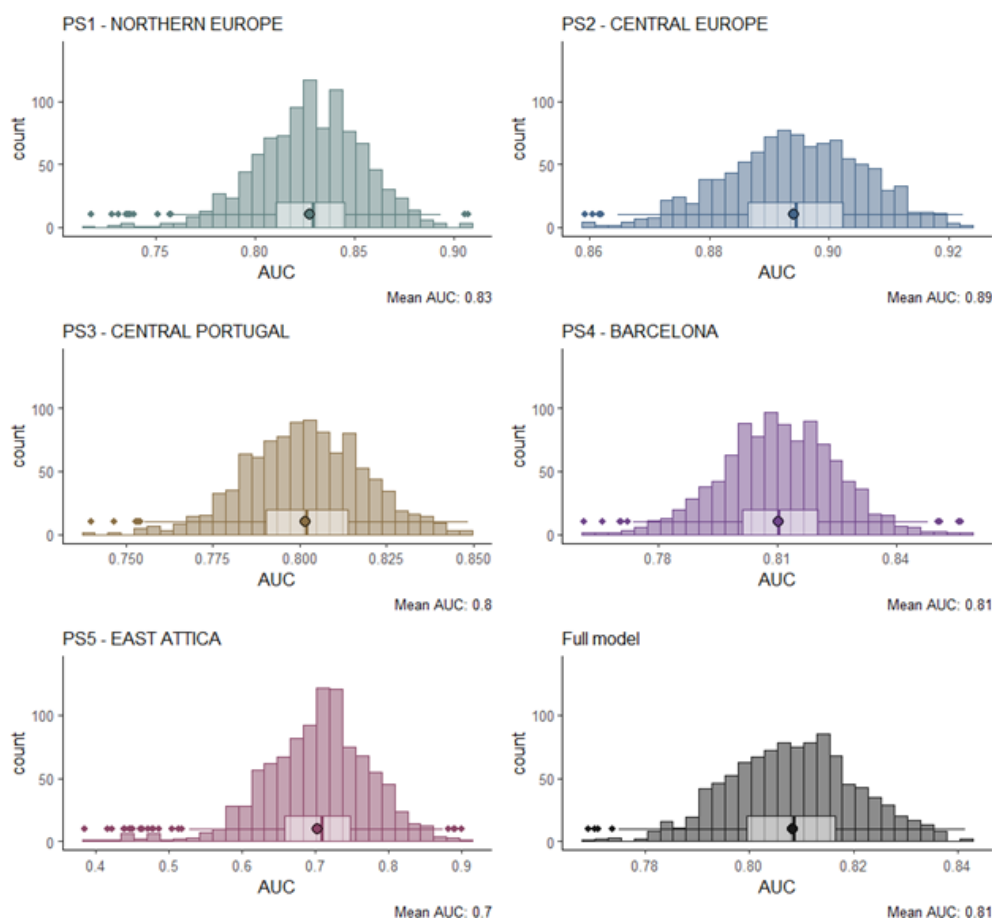 PS1 - NORTHERN EUROPE
count
100
50
0
0.75 0.80 0.85 0.90
AUC
Mean AUC: 0.83
PS2 - CENTRAL EUROPE
count
100
50
0
0.86 0.88 0.90 0.92
AUC
Mean AUC: 0.89
PS3 - CENTRAL PORTUGAL
count
100
50
0
0.750 0.775 0.800 0.825 0.850
AUC
Mean AUC: 0.8
PS4 - BARCELONA
count
100
50
0
0.78 0.81 0.84
AUC
Mean AUC: 0.81
PS5 - EAST ATTICA
count
100
50
0
0.4 0.5 0.6 0.7 0.8 0.9
AUC
Mean AUC: 0.7
Full model
count
100
50
0
0.78 0.80 0.82 0.84
AUC
Mean AUC: 0.81